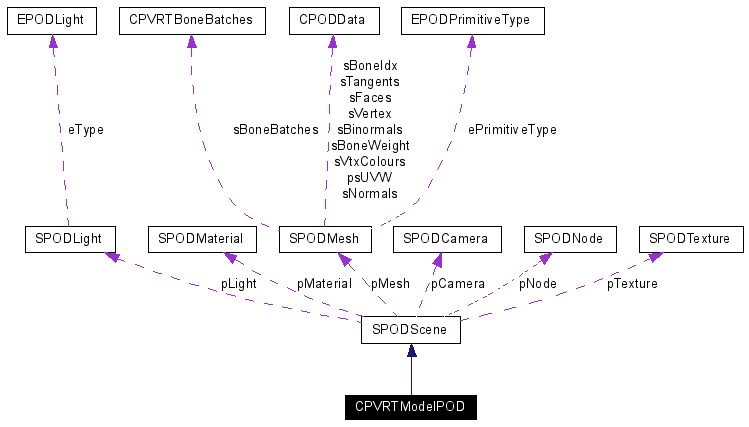 EPODLight
CPVRTBoneBatches
CPODData
EPODPrimitiveType
sBoneIdx
sTangents
sFaces
sVertex
sBinormals
sBoneWeight
sVtxColours
psUVW
sNormals
eType
sBoneBatches
ePrimitiveType
SPODLight
SPODMaterial
SPODMesh
SPODCamera
SPODNode
SPODTexture
pLight
pMaterial
pMesh
pCamera
pNode
pTexture
SPODScene
CPVRTModelPOD